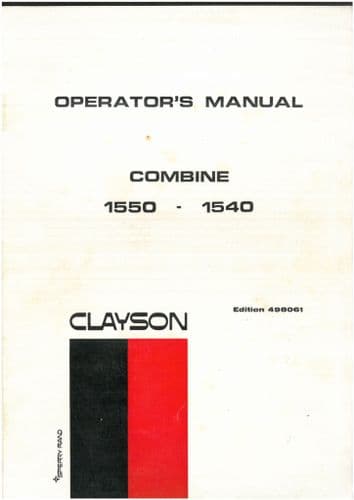 OPERATOR'S MANUAL
COMBINE
1550 - 1540
Edition 498061
CLAYSON
SPERRY RAND